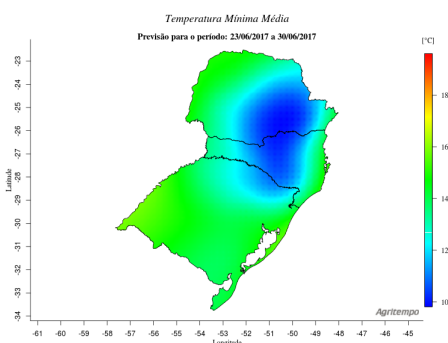 Temperatura Mínima Média
Previsão para o período: 23/06/2017 a 30/06/2017
[°C]
-23
-24
-25
-26
-27
-28
-29
-30
-31
-32
-33
-34
Latitude
18
16
14
12
10
Agritempo
-61 -60 -59 -58 -57 -56 -55 -54 -53 -52 -51 -50 -49 -48 -47 -46 -45
Longitude